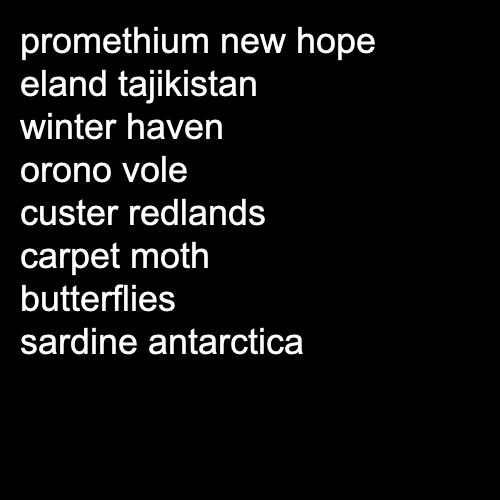 promethium new hope
eland tajikistan
winter haven
orono vole
custer redlands
carpet moth
butterflies
sardine antarctica